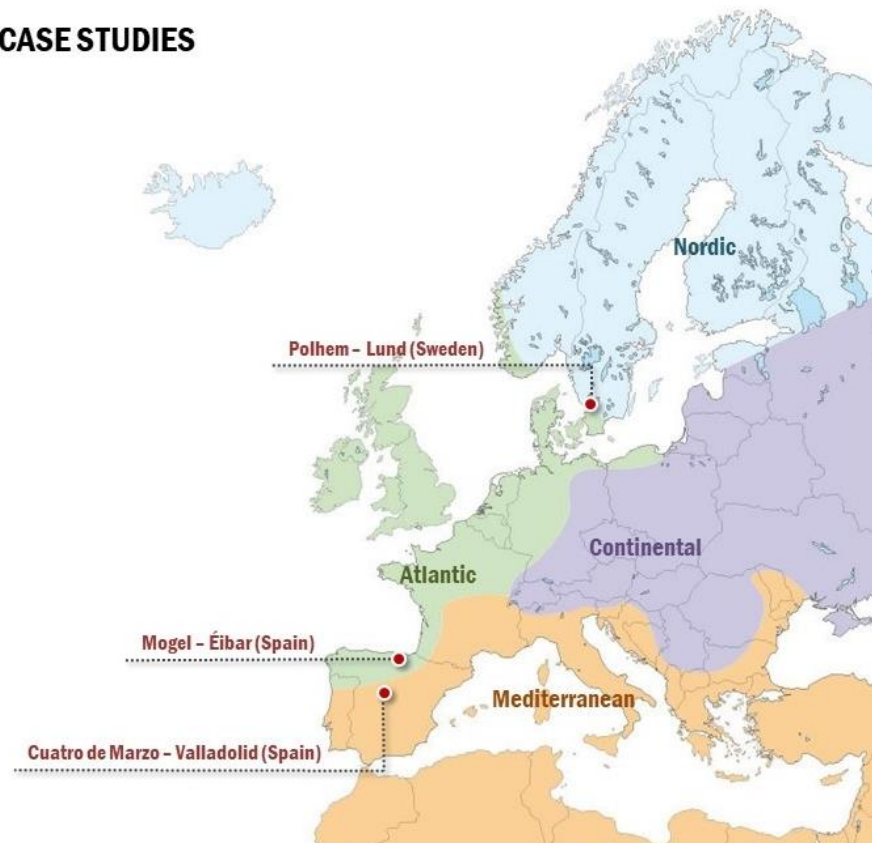 CASE STUDIES
Nordic
Polhem – Lund (Sweden)
Continental
Atlantic
Mogel – Éibar (Spain)
Mediterranean
Cuatro de Marzo – Valladolid (Spain)